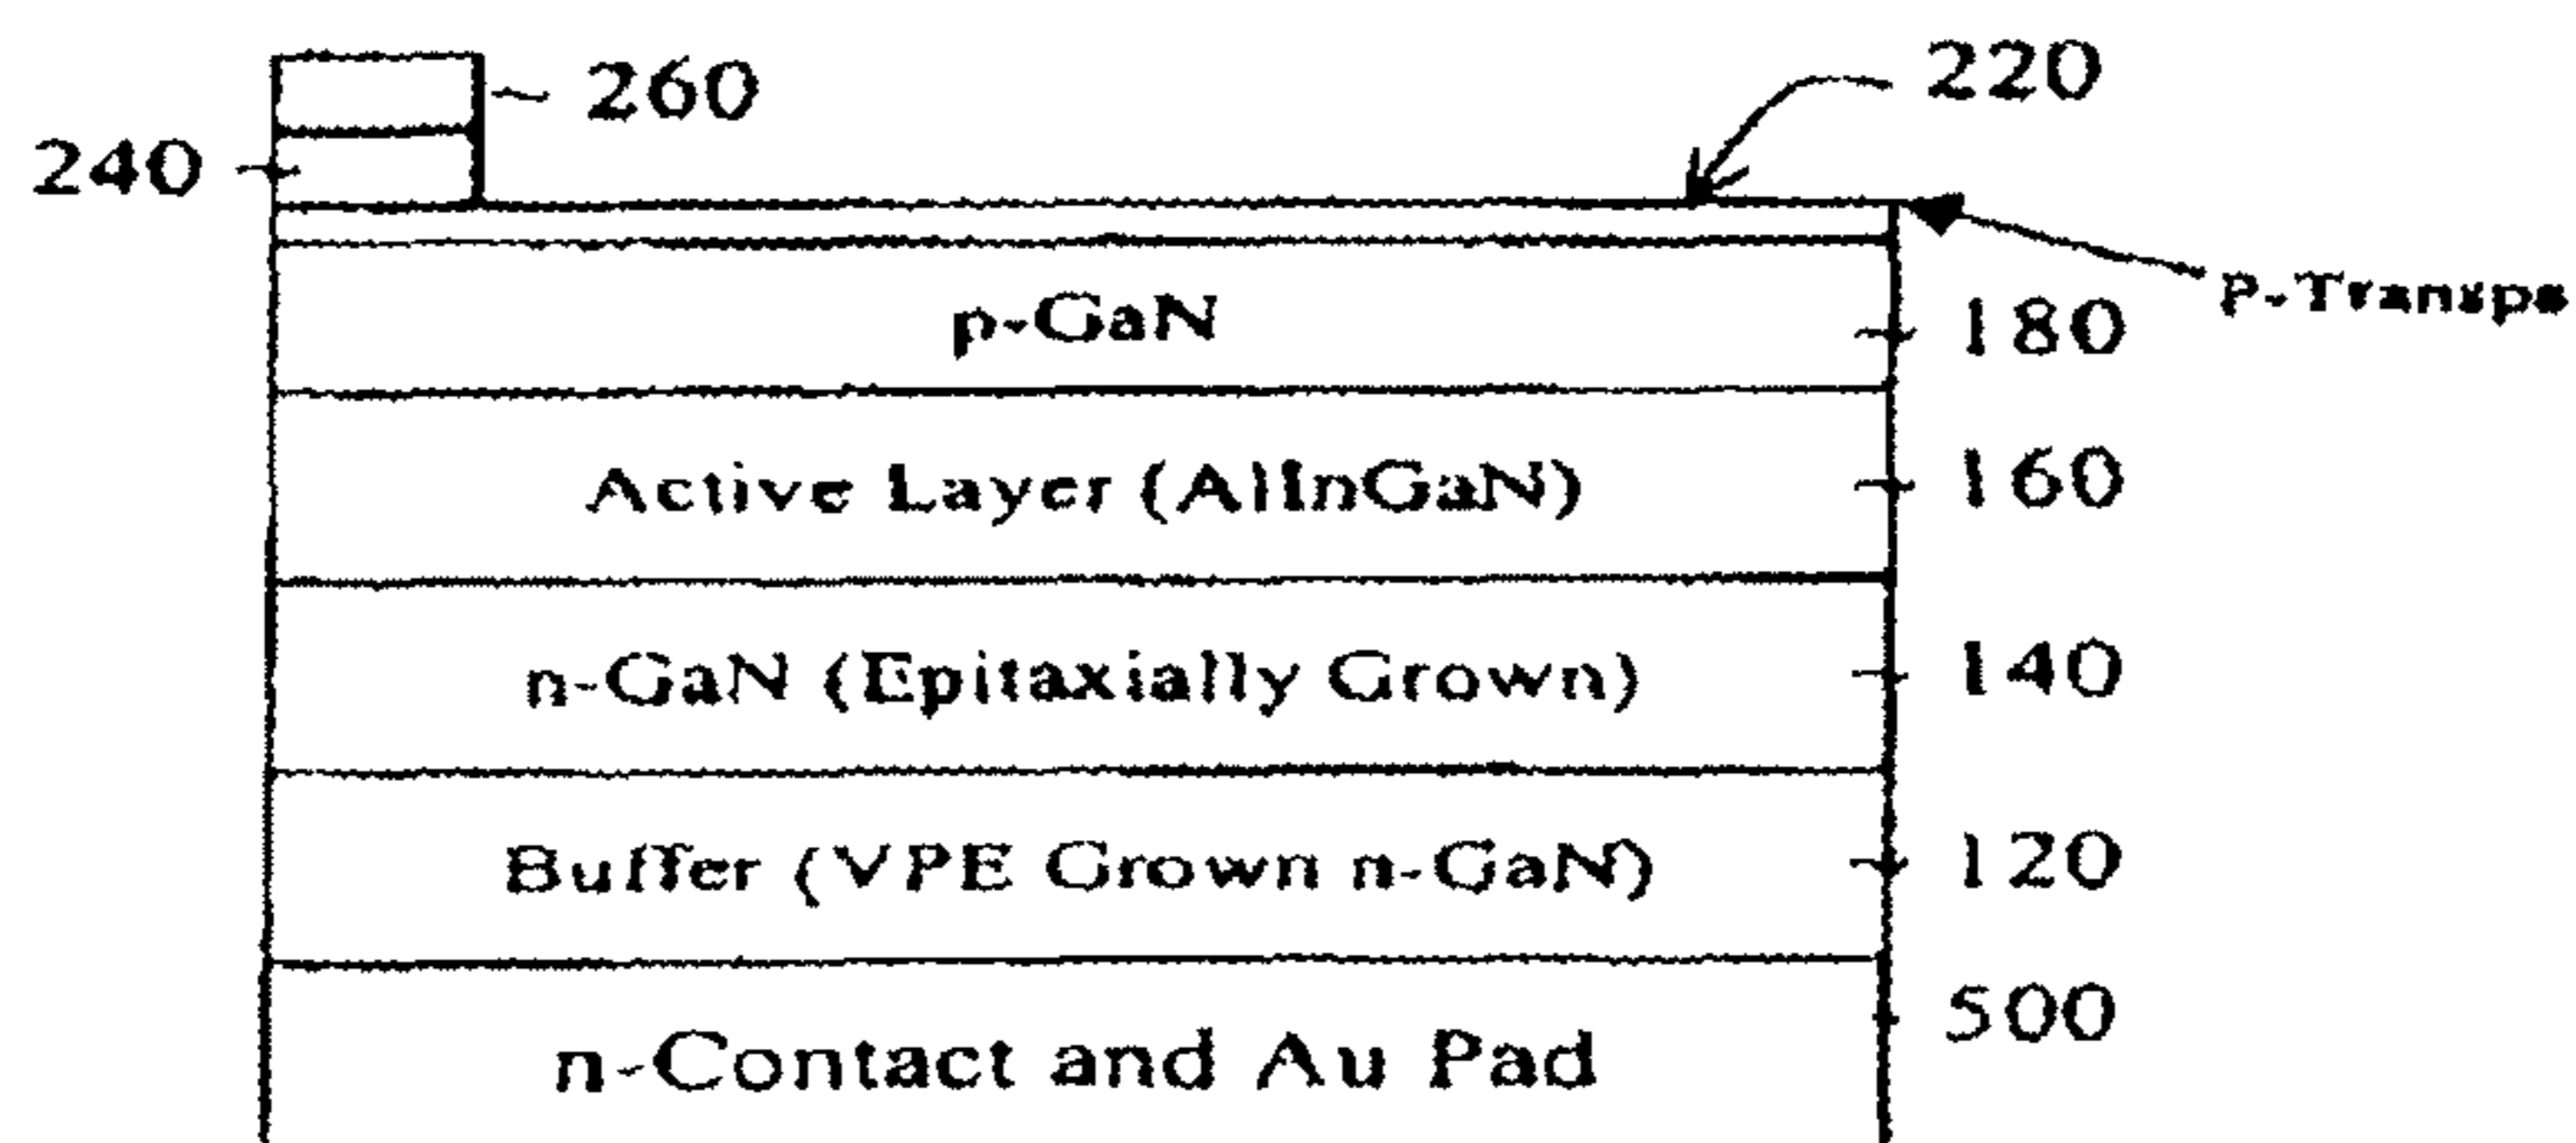 260
220
240
P-Transp
p-GaN
180
Active Layer (AlInGaN)
160
n-GaN (Epitaxially Grown)
140
Buffer (VPE Grown n-GaN)
120
500
n-Contact and Au Pad